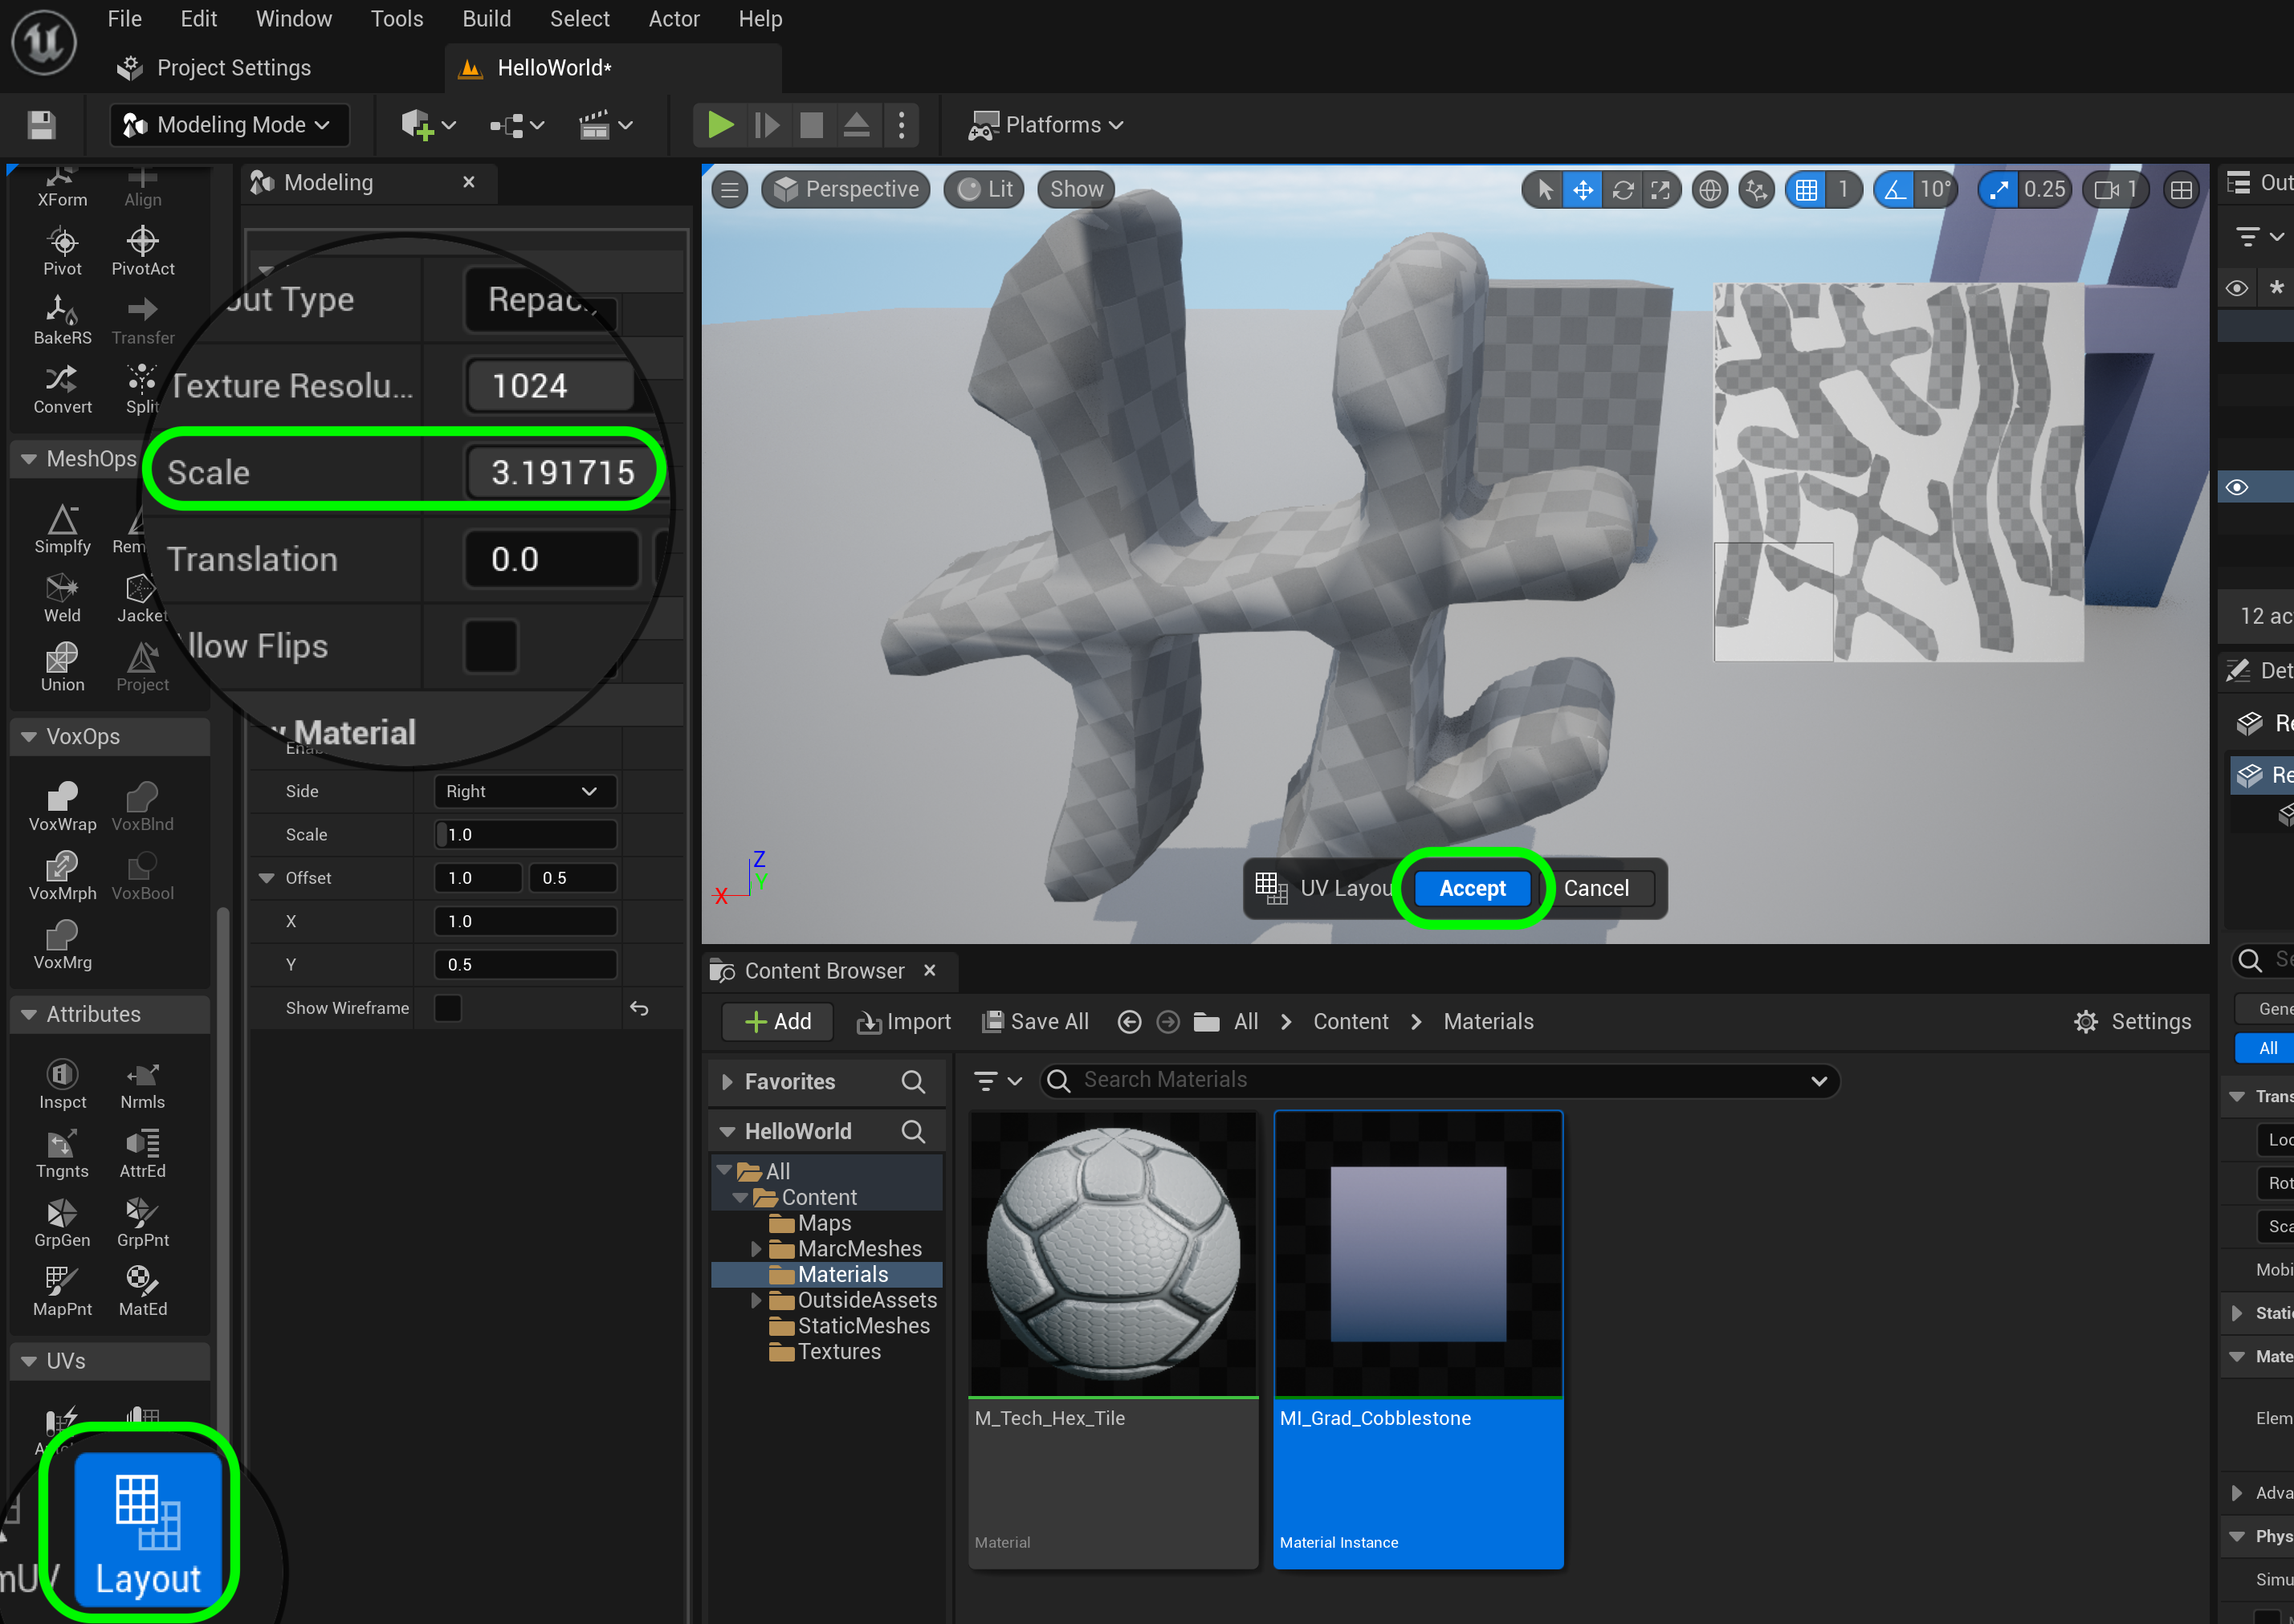 File Edit Window Tools Build Select Actor Help
Project Settings
HelloWorld*
Modeling Mode
Platforms
XForm Align
Pivot PivotAct
BakeRS Transfer
Convert Split
MeshOps
Simplfy
Weld Jacket
Union Project
VoxOps
VoxWrap VoxBlnd
VoxMrph VoxBool
VoxMrg
Attributes
Inspct Nrmls
Tngnts AttrEd
GrpGen GrpPnt
MapPnt MatEd
UVs
Layout
Modeling
out Type Repac
Texture Resolu... 1024
Scale 3.191715
Translation 0.0
llow Flips
Material
Side Right
Scale 1.0
Offset 1.0 0.5
X 1.0
Y 0.5
Show Wireframe
Perspective Lit Show
1 10° 0.25 1
Z
Y
X
UV Layou Accept Cancel
Content Browser
Add Import Save All All > Content > Materials Settings
Favorites
HelloWorld
All
Content
Maps
MarcMeshes
Materials
OutsideAssets
StaticMeshes
Textures
Search Materials
M_Tech_Hex_Tile
Material
MI_Grad_Cobblestone
Material Instance
Out
12 ac
Det
Re
Re
Se
Gene
All
Trans
Loc
Rot
Sca
Mobi
Stati
Mate
Elem
Adva
Phys
Simu